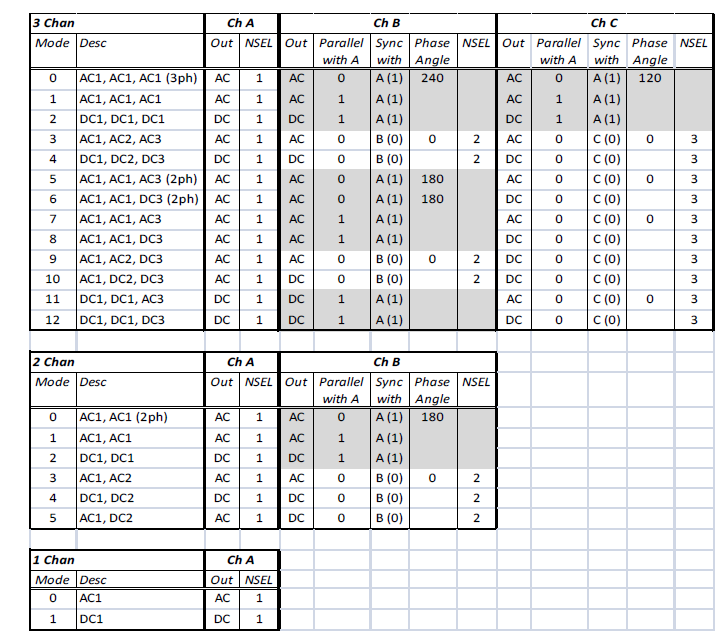 3 Chan Ch A Ch B Ch C
Mode Desc Out NSEL Out Parallel Sync Phase NSEL Out Parallel Sync Phase NSEL
with A with Angle with A with Angle
0 AC1, AC1, AC1 (3ph) AC 1 AC 0 A (1) 240 AC 0 A (1) 120
1 AC1, AC1, AC1 AC 1 AC 1 A (1) AC 1 A (1)
2 DC1, DC1, DC1 DC 1 DC 1 A (1) DC 1 A (1)
3 AC1, AC2, AC3 AC 1 AC 0 B (0) 0 2 AC 0 C (0) 0 3
4 DC1, DC2, DC3 DC 1 DC 0 B (0) 2 DC 0 C (0) 3
5 AC1, AC1, AC3 (2ph) AC 1 AC 0 A (1) 180 AC 0 C (0) 0 3
6 AC1, AC1, DC3 (2ph) AC 1 AC 0 A (1) 180 DC 0 C (0) 3
7 AC1, AC1, AC3 AC 1 AC 1 A (1) AC 0 C (0) 0 3
8 AC1, AC1, DC3 AC 1 AC 1 A (1) DC 0 C (0) 3
9 AC1, AC2, DC3 AC 1 AC 0 B (0) 0 2 DC 0 C (0) 3
10 AC1, DC2, DC3 AC 1 DC 0 B (0) 2 DC 0 C (0) 3
11 DC1, DC1, AC3 DC 1 DC 1 A (1) AC 0 C (0) 0 3
12 DC1, DC1, DC3 DC 1 DC 1 A (1) DC 0 C (0) 3
2 Chan Ch A Ch B
Mode Desc Out NSEL Out Parallel Sync Phase NSEL
with A with Angle
0 AC1, AC1 (2ph) AC 1 AC 0 A (1) 180
1 AC1, AC1 AC 1 AC 1 A (1)
2 DC1, DC1 DC 1 DC 1 A (1)
3 AC1, AC2 AC 1 AC 0 B (0) 0 2
4 DC1, DC2 DC 1 DC 0 B (0) 2
5 AC1, DC2 AC 1 DC 0 B (0) 2
1 Chan Ch A
Mode Desc Out NSEL
0 AC1 AC 1
1 DC1 DC 1